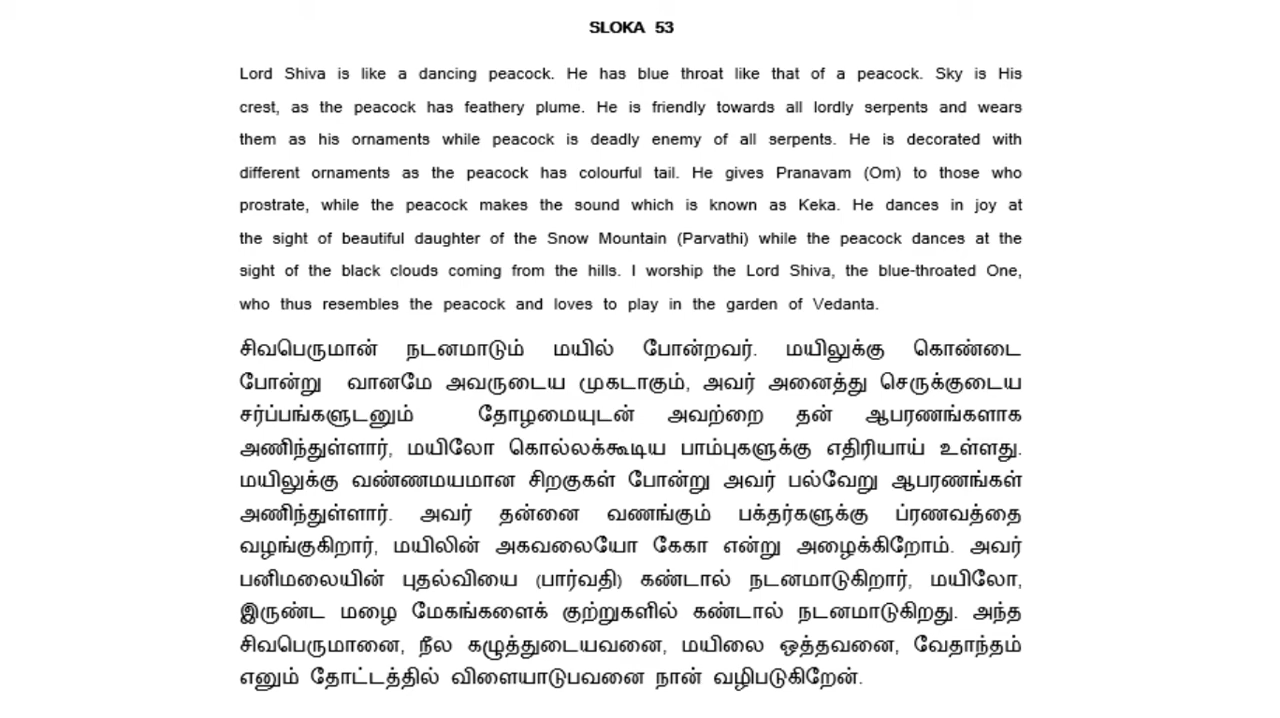 SLOKA 53
Lord Shiva is like a dancing peacock. He has blue throat like that of a peacock. Sky is His
crest, as the peacock has feathery plume. He is friendly towards all lordly serpents and wears
them as his ornaments while peacock is deadly enemy of all serpents. He is decorated with
different ornaments as the peacock has colourful tail. He gives Pranavam (Om) to those who
prostrate, while the peacock makes the sound which is known as Keka. He dances in joy at
the sight of beautiful daughter of the Snow Mountain (Parvathi) while the peacock dances at the
sight of the black clouds coming from the hills. I worship the Lord Shiva, the blue-throated One,
who thus resembles the peacock and loves to play in the garden of Vedanta.
சிவபெருமான் நடனமாடும் மயில் போன்றவர். மயிலுக்கு கொண்டை
போன்று வானமே அவருடைய முகடாகும், அவர் அனைத்து செருக்குடைய
சர்ப்பங்களுடனும் தோழமையுடன் அவற்றை தன் ஆபரணங்களாக
அணிந்துள்ளார், மயிலோ கொல்லக்கூடிய பாம்புகளுக்கு எதிரியாய் உள்ளது.
மயிலுக்கு வண்ணமயமான சிறகுகள் போன்று அவர் பல்வேறு ஆபரணங்கள்
அணிந்துள்ளார். அவர் தன்னை வணங்கும் பக்தர்களுக்கு ப்ரணவத்தை
வழங்குகிறார், மயிலின் அகவலையோ கேகா என்று அழைக்கிறோம். அவர்
பனிமலையின் புதல்வியை (பார்வதி) கண்டால் நடனமாடுகிறார், மயிலோ,
இருண்ட மழை மேகங்களைக் குற்றுகளில் கண்டால் நடனமாடுகிறது. அந்த
சிவபெருமானை, நீல கழுத்துடையவனை, மயிலை ஒத்தவனை, வேதாந்தம்
எனும் தோட்டத்தில் விளையாடுபவனை நான் வழிபடுகிறேன்.